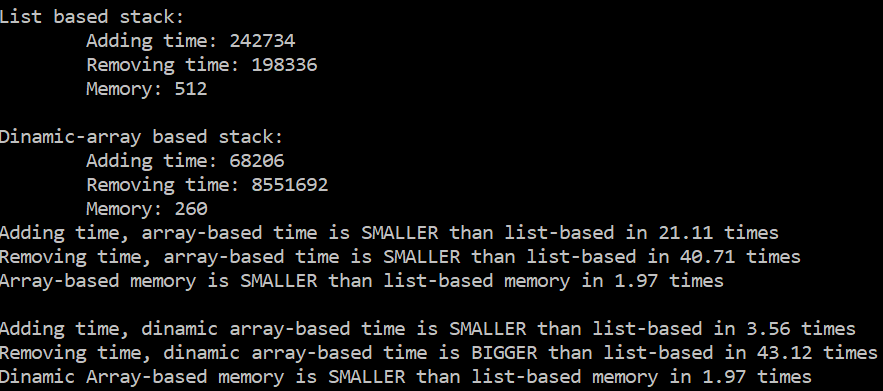 List based stack:
Adding time: 242734
Removing time: 198336
Memory: 512
Dinamic-array based stack:
Adding time: 68206
Removing time: 8551692
Memory: 260
Adding time, array-based time is SMALLER than list-based in 21.11 times
Removing time, array-based time is SMALLER than list-based in 40.71 times
Array-based memory is SMALLER than list-based memory in 1.97 times
Adding time, dinamic array-based time is SMALLER than list-based in 3.56 times
Removing time, dinamic array-based time is BIGGER than list-based in 43.12 times
Dinamic Array-based memory is SMALLER than list-based memory in 1.97 times